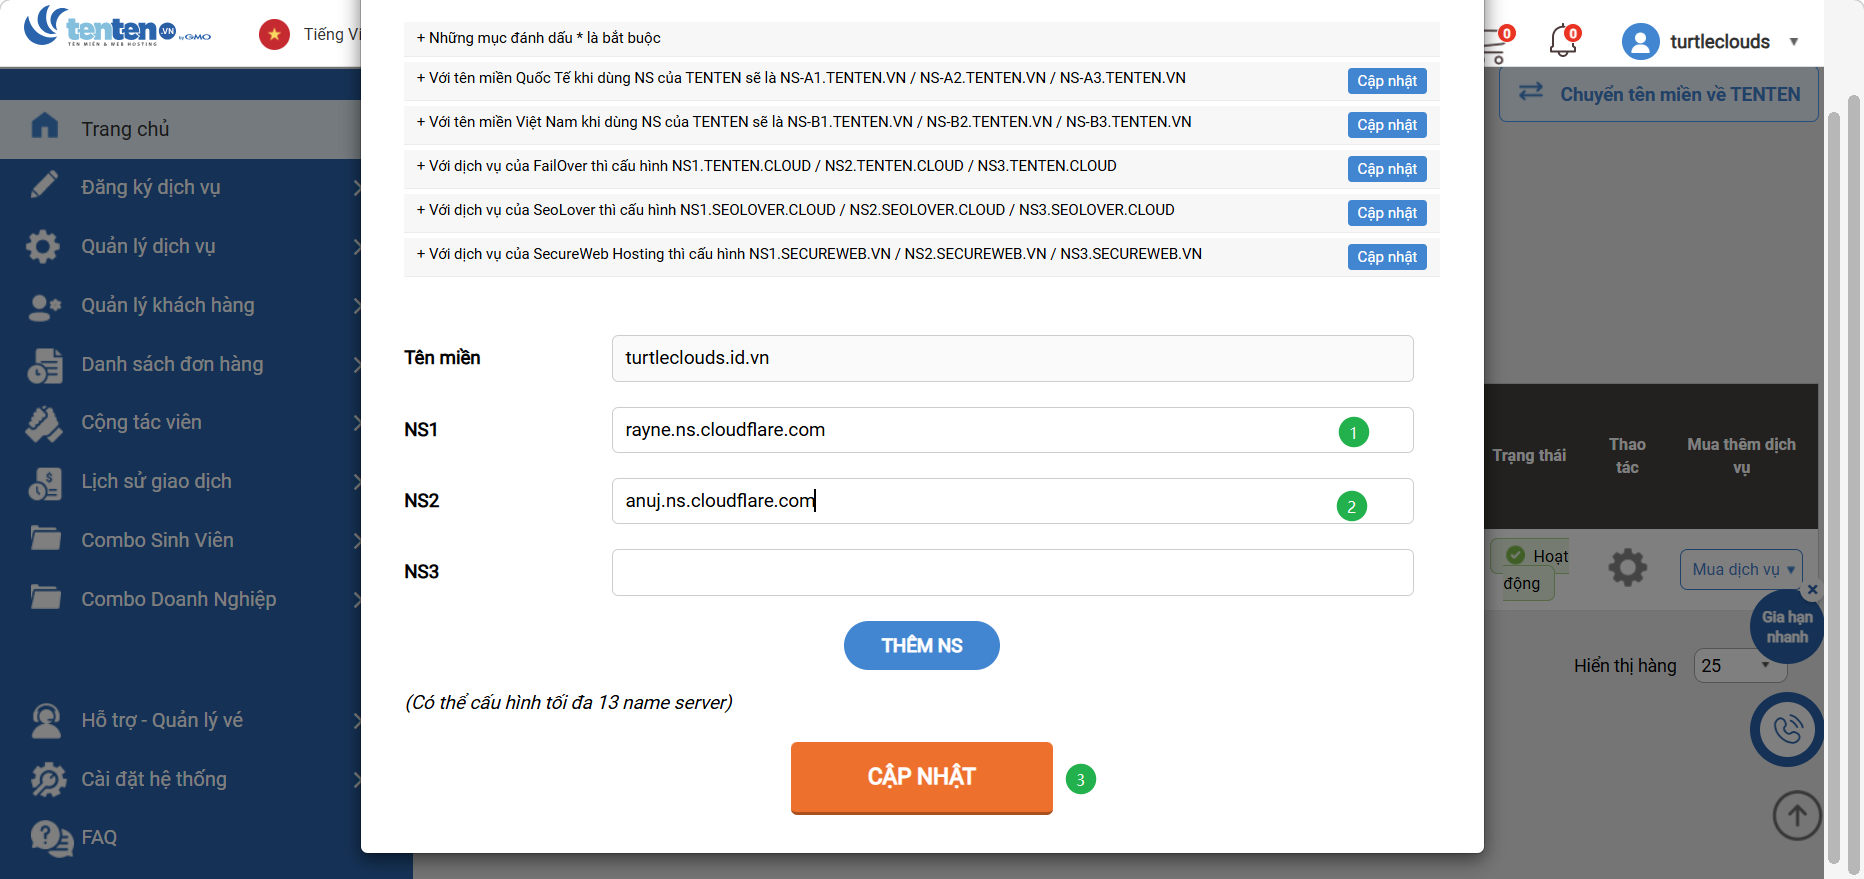 tenten.vn
TÊN MIỀN & WEB HOSTING
by GMO
Tiếng Vi
0
0
turtleclouds
Chuyển tên miền về TENTEN
Trang chủ
Đăng ký dịch vụ
Quản lý dịch vụ
Quản lý khách hàng
Danh sách đơn hàng
Cộng tác viên
Lịch sử giao dịch
Combo Sinh Viên
Combo Doanh Nghiệp
Hỗ trợ - Quản lý vé
Cài đặt hệ thống
FAQ
+ Những mục đánh dấu * là bắt buộc
+ Với tên miền Quốc Tế khi dùng NS của TENTEN sẽ là NS-A1.TENTEN.VN / NS-A2.TENTEN.VN / NS-A3.TENTEN.VN
Cập nhật
+ Với tên miền Việt Nam khi dùng NS của TENTEN sẽ là NS-B1.TENTEN.VN / NS-B2.TENTEN.VN / NS-B3.TENTEN.VN
Cập nhật
+ Với dịch vụ của FailOver thì cấu hình NS1.TENTEN.CLOUD / NS2.TENTEN.CLOUD / NS3.TENTEN.CLOUD
Cập nhật
+ Với dịch vụ của SeoLover thì cấu hình NS1.SEOLOVER.CLOUD / NS2.SEOLOVER.CLOUD / NS3.SEOLOVER.CLOUD
Cập nhật
+ Với dịch vụ của SecureWeb Hosting thì cấu hình NS1.SECUREWEB.VN / NS2.SECUREWEB.VN / NS3.SECUREWEB.VN
Cập nhật
Tên miền
turtleclouds.id.vn
NS1
rayne.ns.cloudflare.com
1
NS2
anuj.ns.cloudflare.com
2
NS3
THÊM NS
(Có thể cấu hình tối đa 13 name server)
CẬP NHẬT
3
Trạng thái
Thao
tác
Mua thêm dịch
vụ
Hoạt
động
Mua dịch vụ
Gia hạn
nhanh
Hiển thị hàng
25